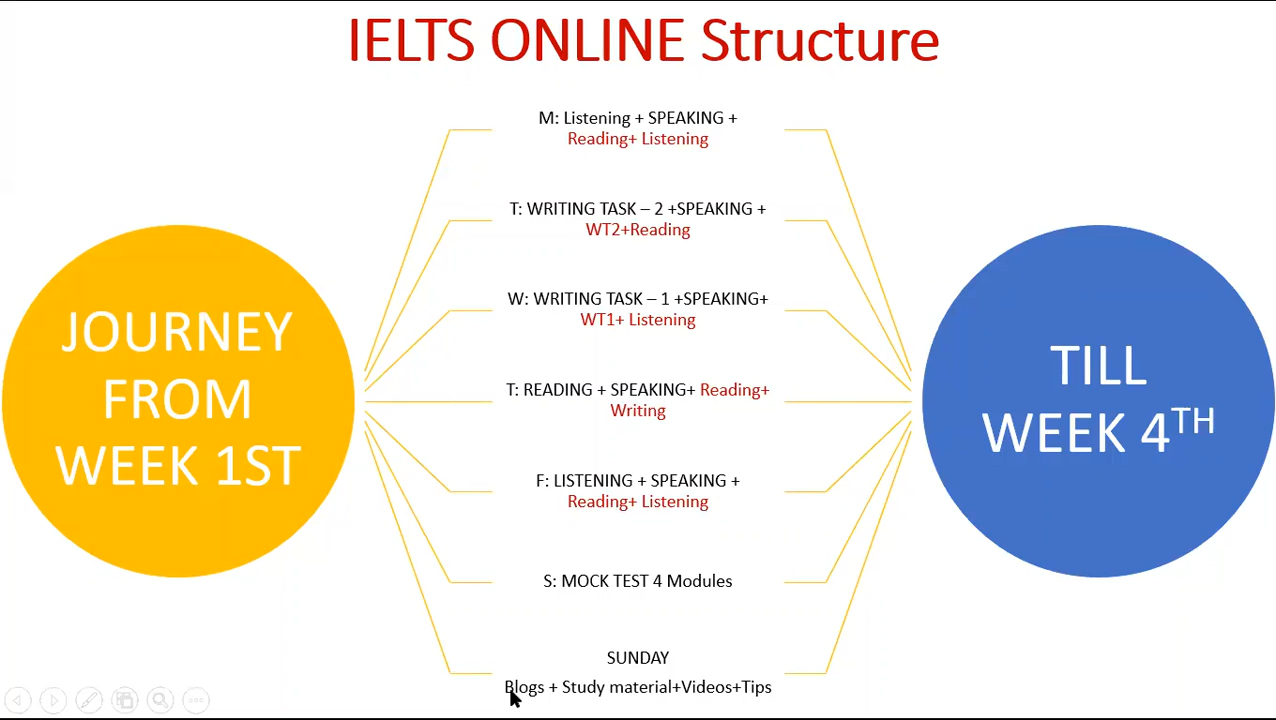 IELTS ONLINE Structure
M: Listening + SPEAKING +
Reading+ Listening
T: WRITING TASK – 2 +SPEAKING +
WT2+Reading
W: WRITING TASK – 1 +SPEAKING+
WT1+ Listening
T: READING + SPEAKING+ Reading+
Writing
F: LISTENING + SPEAKING +
Reading+ Listening
S: MOCK TEST 4 Modules
SUNDAY
Blogs + Study material+Videos+Tips
JOURNEY
FROM
WEEK 1ST
TILL
WEEK 4TH